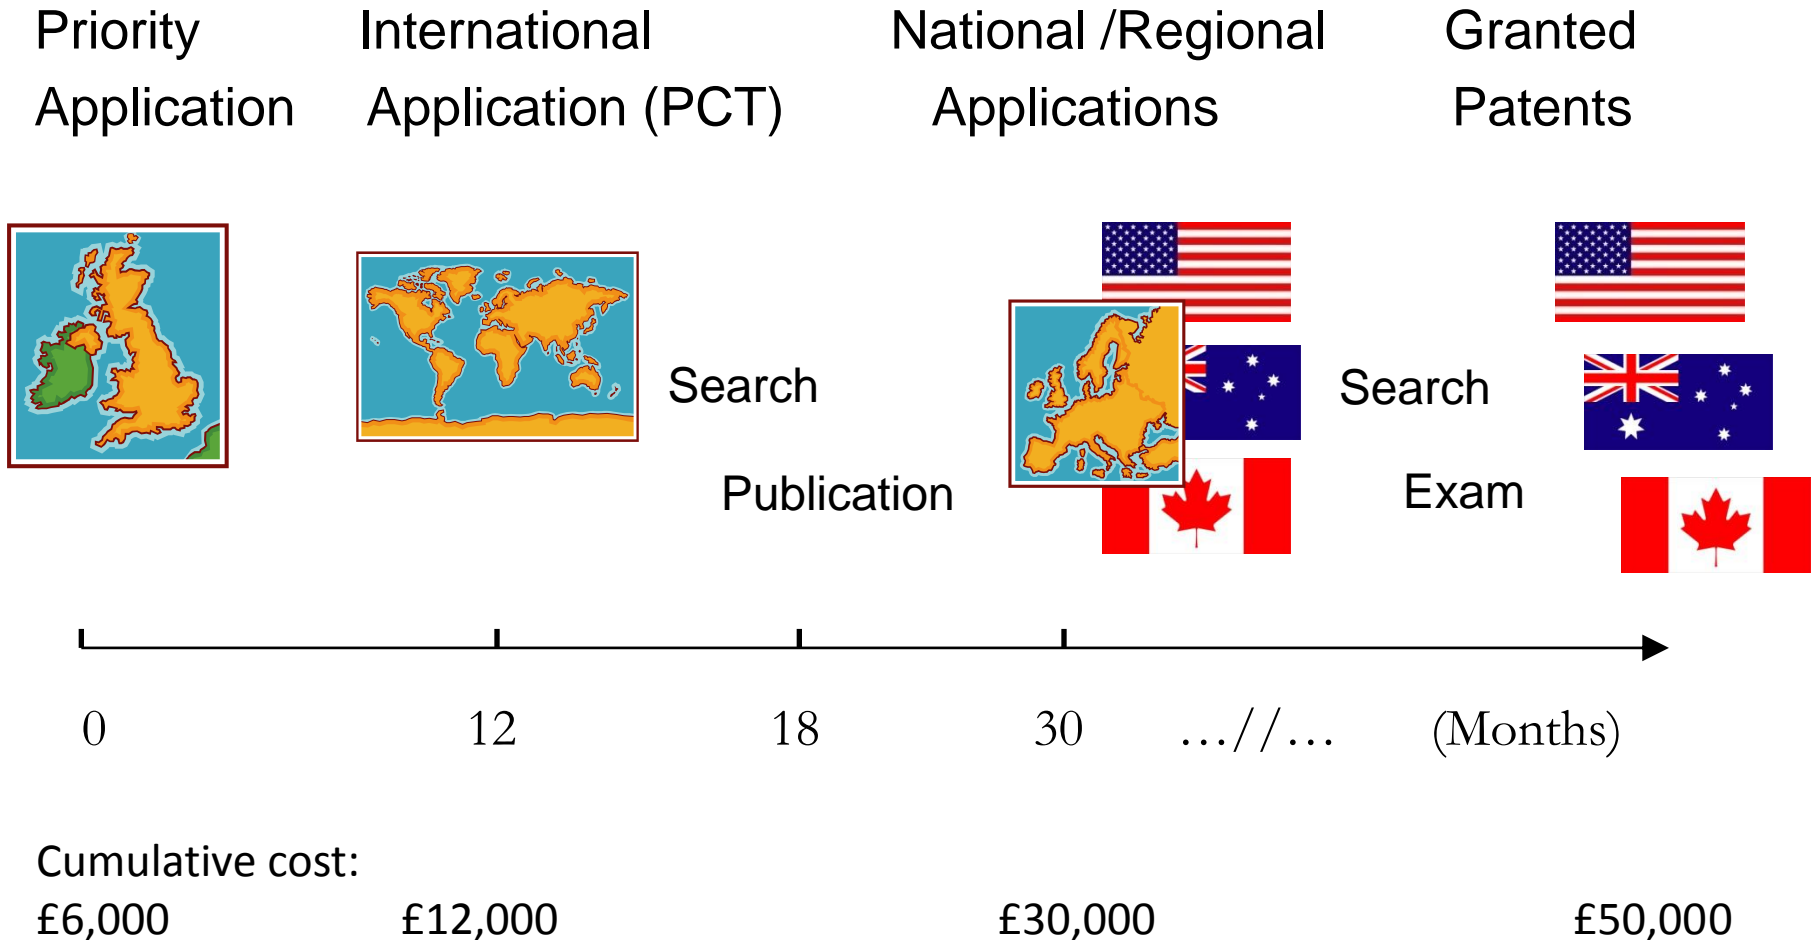 Priority
Application
International
Application (PCT)
National /Regional
Applications
Granted
Patents
Search
Publication
Search
Exam
0 12 18 30 …//… (Months)
Cumulative cost:
£6,000 £12,000 £30,000 £50,000